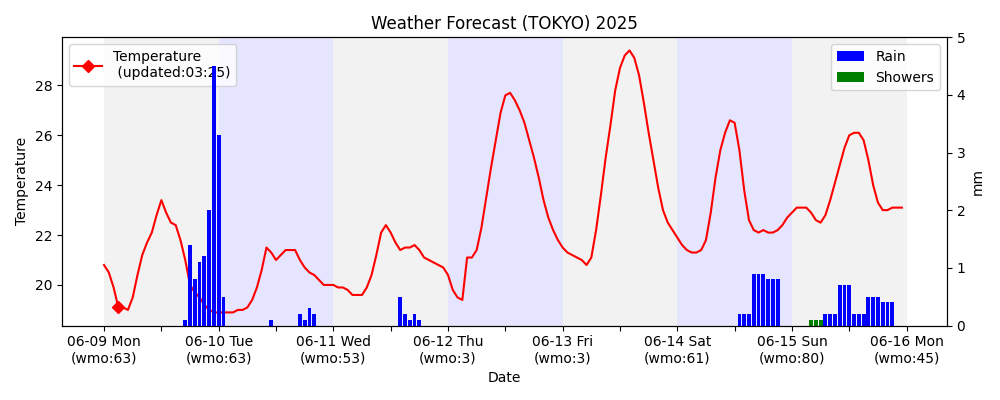 Weather Forecast (TOKYO) 2025
Temperature
(updated:03:25)
Rain
Showers
Temperature
28
26
24
22
20
5
4
3
2
1
0
mm
06-09 Mon
(wmo:63)
06-10 Tue
(wmo:63)
06-11 Wed
(wmo:53)
06-12 Thu
(wmo:3)
06-13 Fri
(wmo:3)
06-14 Sat
(wmo:61)
06-15 Sun
(wmo:80)
06-16 Mon
(wmo:45)
Date